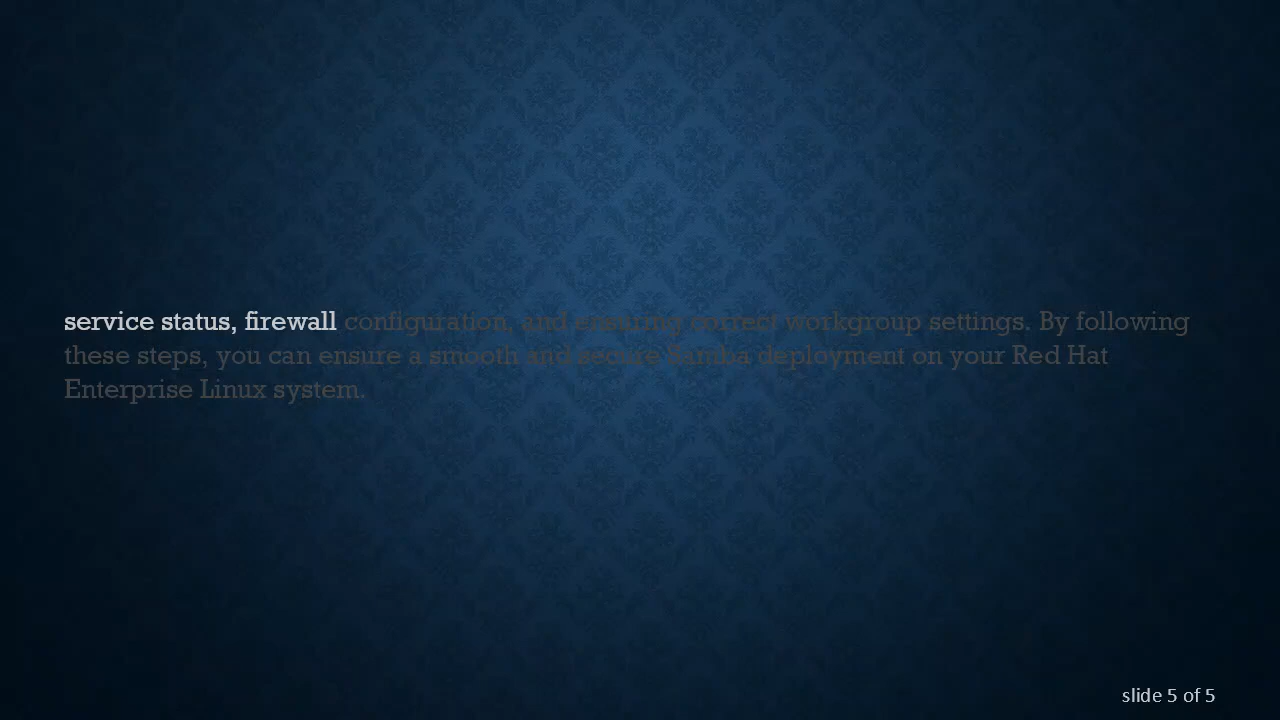 service status, firewall configuration, and ensuring correct workgroup settings. By following
these steps, you can ensure a smooth and secure Samba deployment on your Red Hat
Enterprise Linux system.
slide 5 of 5